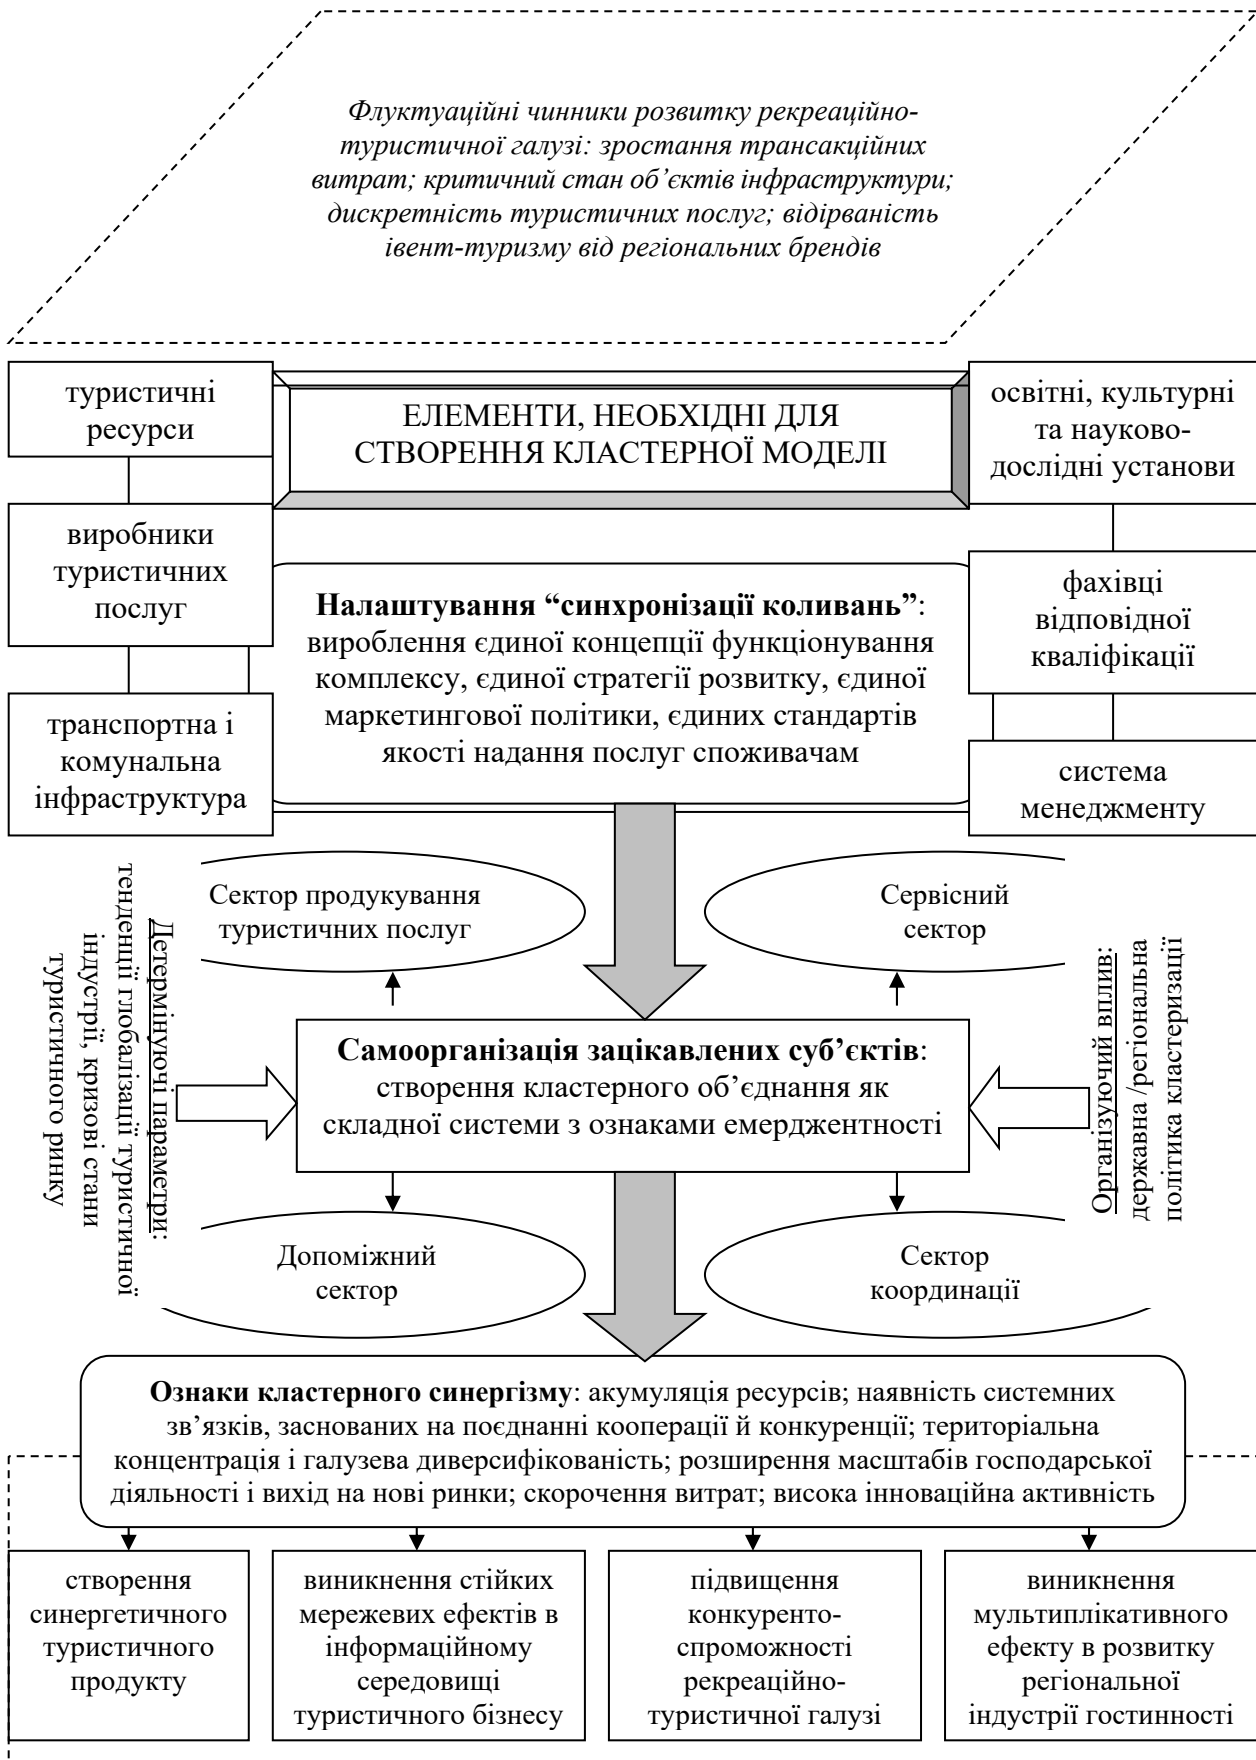 Флуктуаційні чинники розвитку рекреаційно-
туристичної галузі: зростання трансакційних
витрат; критичний стан об’єктів інфраструктури;
дискретність туристичних послуг; відірваність
івент-туризму від регіональних брендів
туристичні
ресурси
ЕЛЕМЕНТИ, НЕОБХІДНІ ДЛЯ
СТВОРЕННЯ КЛАСТЕРНОЇ МОДЕЛІ
освітні, культурні
та науково-
дослідні установи
виробники
туристичних
послуг
Налаштування “синхронізації коливань”:
вироблення єдиної концепції функціонування
комплексу, єдиної стратегії розвитку, єдиної
маркетингової політики, єдиних стандартів
якості надання послуг споживачам
фахівці
відповідної
кваліфікації
транспортна і
комунальна
інфраструктура
система
менеджменту
Сектор продукування
туристичних послуг
Сервісний
сектор
Детермінуючі параметри:
тенденції глобалізації туристичної
індустрії, кризові стани
туристичного ринку
Самоорганізація зацікавлених суб’єктів:
створення кластерного об’єднання як
складної системи з ознаками емерджентності
Організуючий вплив:
державна /регіональна
політика кластеризації
Допоміжний
сектор
Сектор
координації
Ознаки кластерного синергізму: акумуляція ресурсів; наявність системних
зв’язків, заснованих на поєднанні кооперації й конкуренції; територіальна
концентрація і галузева диверсифікованість; розширення масштабів господарської
діяльності і вихід на нові ринки; скорочення витрат; висока інноваційна активність
створення
синергетичного
туристичного
продукту
виникнення стійких
мережевих ефектів в
інформаційному
середовищі
туристичного бізнесу
підвищення
конкуренто-
спроможності
рекреаційно-
туристичної галузі
виникнення
мультиплікативного
ефекту в розвитку
регіональної
індустрії гостинності